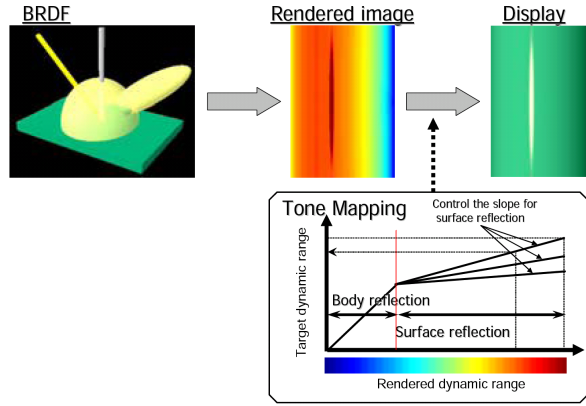 BRDF
Rendered image
Display
Tone Mapping
Control the slope for
surface reflection
Target dynamic range
Body reflection
Surface reflection
Rendered dynamic range